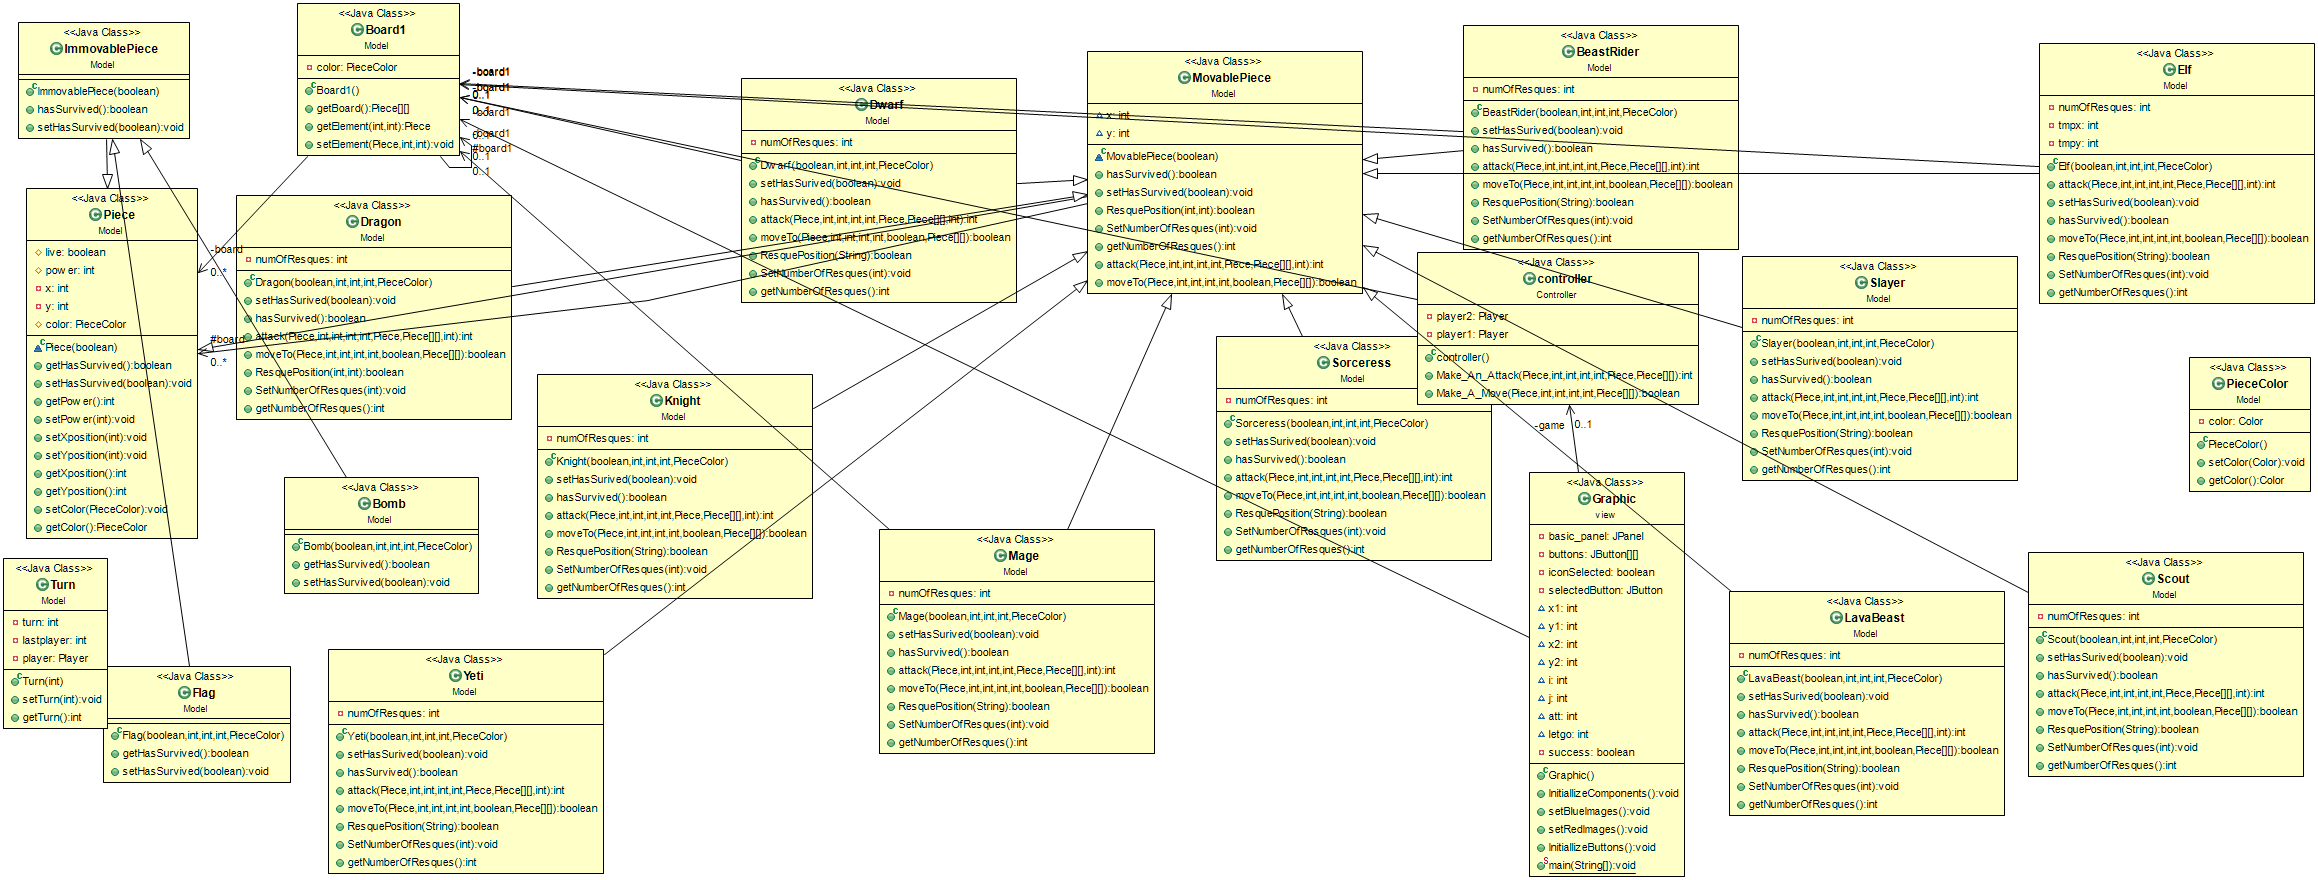 <<Java Class>>
ImmovablePiece
Model
ImmovablePiece(boolean)
hasSurvived():boolean
setHasSurvived(boolean):void
<<Java Class>>
Board1
Model
color: PieceColor
Board1()
getBoard():Piece[][]
getElement(int,int):Piece
setElement(Piece,int,int):void
-board1
-board1
0..1
0..1
-board1
0..1
-board1
#board1
0..1
0..1
<<Java Class>>
Piece
Model
live: boolean
power: int
x: int
y: int
color: PieceColor
Piece(boolean)
getHasSurvived():boolean
setHasSurvived(boolean):void
getPower():int
setPower(int):void
setXposition(int):void
setYposition(int):void
getXposition():int
getYposition():int
setColor(PieceColor):void
getColor():PieceColor
-board
0..*
#board
0..*
<<Java Class>>
Dragon
Model
numOfResques: int
Dragon(boolean,int,int,int,PieceColor)
setHasSurived(boolean):void
hasSurvived():boolean
attack(Piece,int,int,int,int,Piece,Piece[][],int):int
moveTo(Piece,int,int,int,int,boolean,Piece[][]):boolean
ResquePosition(int,int):boolean
SetNumberOfResques(int):void
getNumberOfResques():int
<<Java Class>>
Dwarf
Model
numOfResques: int
Dwarf(boolean,int,int,int,PieceColor)
setHasSurived(boolean):void
hasSurvived():boolean
attack(Piece,int,int,int,int,Piece,Piece[][],int):int
moveTo(Piece,int,int,int,int,boolean,Piece[][]):boolean
ResquePosition(String):boolean
SetNumberOfResques(int):void
getNumberOfResques():int
<<Java Class>>
MovablePiece
Model
x: int
y: int
MovablePiece(boolean)
hasSurvived():boolean
setHasSurvived(boolean):void
ResquePosition(int,int):boolean
SetNumberOfResques(int):void
getNumberOfResques():int
attack(Piece,int,int,int,int,Piece,Piece[][],int):int
moveTo(Piece,int,int,int,int,boolean,Piece[][]):boolean
<<Java Class>>
BeastRider
Model
numOfResques: int
BeastRider(boolean,int,int,int,PieceColor)
setHasSurived(boolean):void
hasSurvived():boolean
attack(Piece,int,int,int,int,Piece,Piece[][],int):int
moveTo(Piece,int,int,int,int,boolean,Piece[][]):boolean
ResquePosition(String):boolean
SetNumberOfResques(int):void
getNumberOfResques():int
<<Java Class>>
Elf
Model
numOfResques: int
tmpx: int
tmpy: int
Elf(boolean,int,int,int,PieceColor)
attack(Piece,int,int,int,int,Piece,Piece[][],int):int
setHasSurived(boolean):void
hasSurvived():boolean
moveTo(Piece,int,int,int,int,boolean,Piece[][]):boolean
ResquePosition(String):boolean
SetNumberOfResques(int):void
getNumberOfResques():int
<<Java Class>>
controller
Controller
player2: Player
player1: Player
controller()
Make_An_Attack(Piece,int,int,int,int,Piece,Piece[][]):int
Make_A_Move(Piece,int,int,int,int,Piece[][]):boolean
-game
0..1
<<Java Class>>
Slayer
Model
numOfResques: int
Slayer(boolean,int,int,int,PieceColor)
setHasSurived(boolean):void
hasSurvived():boolean
attack(Piece,int,int,int,int,Piece,Piece[][],int):int
moveTo(Piece,int,int,int,int,boolean,Piece[][]):boolean
ResquePosition(String):boolean
SetNumberOfResques(int):void
getNumberOfResques():int
<<Java Class>>
PieceColor
Model
color: Color
PieceColor()
setColor(Color):void
getColor():Color
<<Java Class>>
Sorceress
Model
numOfResques: int
Sorceress(boolean,int,int,int,PieceColor)
setHasSurived(boolean):void
hasSurvived():boolean
attack(Piece,int,int,int,int,Piece,Piece[][],int):int
moveTo(Piece,int,int,int,int,boolean,Piece[][]):boolean
ResquePosition(String):boolean
SetNumberOfResques(int):void
getNumberOfResques():int
<<Java Class>>
Knight
Model
numOfResques: int
Knight(boolean,int,int,int,PieceColor)
setHasSurived(boolean):void
hasSurvived():boolean
attack(Piece,int,int,int,int,Piece,Piece[][],int):int
moveTo(Piece,int,int,int,int,boolean,Piece[][]):boolean
ResquePosition(String):boolean
SetNumberOfResques(int):void
getNumberOfResques():int
<<Java Class>>
Bomb
Model
Bomb(boolean,int,int,int,PieceColor)
getHasSurvived():boolean
setHasSurvived(boolean):void
<<Java Class>>
Turn
Model
turn: int
lastplayer: int
player: Player
Turn(int)
setTurn(int):void
getTurn():int
<<Java Class>>
Flag
Model
Flag(boolean,int,int,int,PieceColor)
getHasSurvived():boolean
setHasSurvived(boolean):void
<<Java Class>>
Yeti
Model
numOfResques: int
Yeti(boolean,int,int,int,PieceColor)
setHasSurived(boolean):void
hasSurvived():boolean
attack(Piece,int,int,int,int,Piece,Piece[][],int):int
moveTo(Piece,int,int,int,int,boolean,Piece[][]):boolean
ResquePosition(String):boolean
SetNumberOfResques(int):void
getNumberOfResques():int
<<Java Class>>
Mage
Model
numOfResques: int
Mage(boolean,int,int,int,PieceColor)
setHasSurived(boolean):void
hasSurvived():boolean
attack(Piece,int,int,int,int,Piece,Piece[][],int):int
moveTo(Piece,int,int,int,int,boolean,Piece[][]):boolean
ResquePosition(String):boolean
SetNumberOfResques(int):void
getNumberOfResques():int
<<Java Class>>
Graphic
view
basic_panel: JPanel
buttons: JButton[][]
iconSelected: boolean
selectedButton: JButton
x1: int
y1: int
x2: int
y2: int
i: int
j: int
att: int
letgo: int
success: boolean
Graphic()
InitiallizeComponents():void
setBlueImages():void
setRedImages():void
InitiallizeButtons():void
main(String[]):void
<<Java Class>>
LavaBeast
Model
numOfResques: int
LavaBeast(boolean,int,int,int,PieceColor)
setHasSurived(boolean):void
hasSurvived():boolean
attack(Piece,int,int,int,int,Piece,Piece[][],int):int
moveTo(Piece,int,int,int,int,boolean,Piece[][]):boolean
ResquePosition(String):boolean
SetNumberOfResques(int):void
getNumberOfResques():int
<<Java Class>>
Scout
Model
numOfResques: int
Scout(boolean,int,int,int,PieceColor)
setHasSurived(boolean):void
hasSurvived():boolean
attack(Piece,int,int,int,int,Piece,Piece[][],int):int
moveTo(Piece,int,int,int,int,boolean,Piece[][]):boolean
ResquePosition(String):boolean
SetNumberOfResques(int):void
getNumberOfResques():int